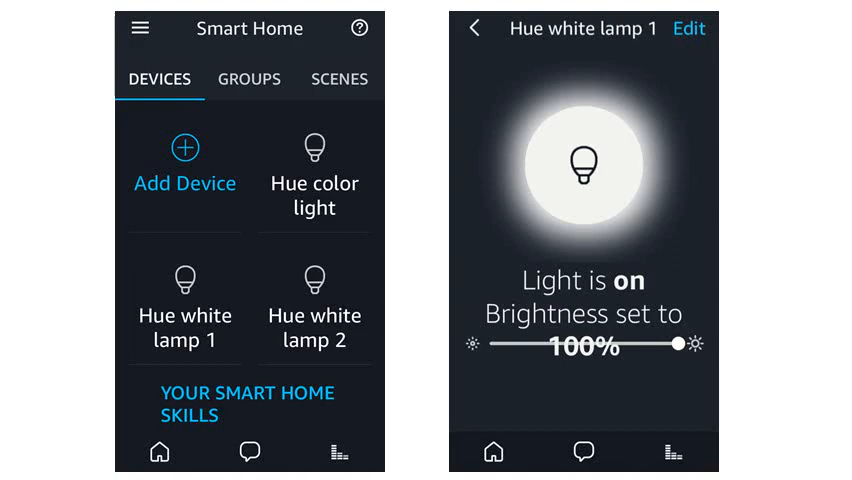 Smart Home
DEVICES
GROUPS
SCENES
Add Device
Hue color
light
Hue white
lamp 1
Hue white
lamp 2
YOUR SMART HOME
SKILLS
Hue white lamp 1
Edit
Light is on
Brightness set to
100%